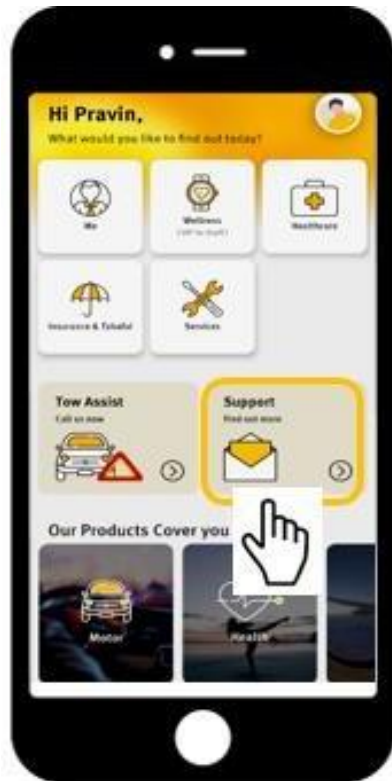 Hi Pravin,
What would you like to find out today?
Me
Wellness
Healthcare
Insurance & Takaful
Services
Tow Assist
Call us now
Support
Find out more
Our Products Cover you
Motor
Health